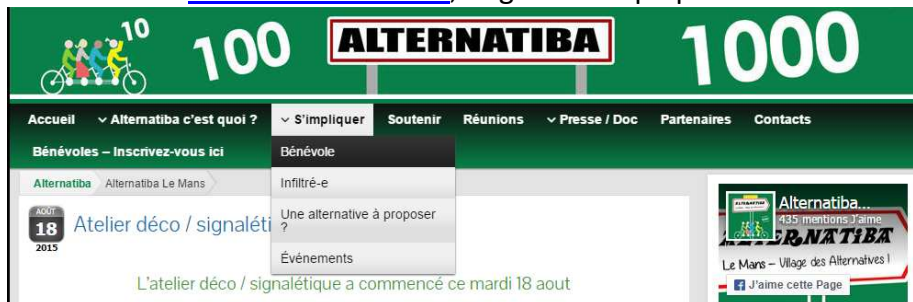 10 100 ALTERNATIBA 1000
Accueil Alternatiba c'est quoi ? S'impliquer Soutenir Réunions Presse / Doc Partenaires Contacts
Bénévoles – Inscrivez-vous ici
Bénévole
Infiltré-e
Une alternative à proposer
?
Événements
Alternatiba Alternatiba Le Mans
AOÛT
18
2015
Atelier déco / signaléti
L'atelier déco / signalétique a commencé ce mardi 18 aout
Alternatiba...
435 mentions J'aime
Le Mans – Village des Alternatives !
J'aime cette Page